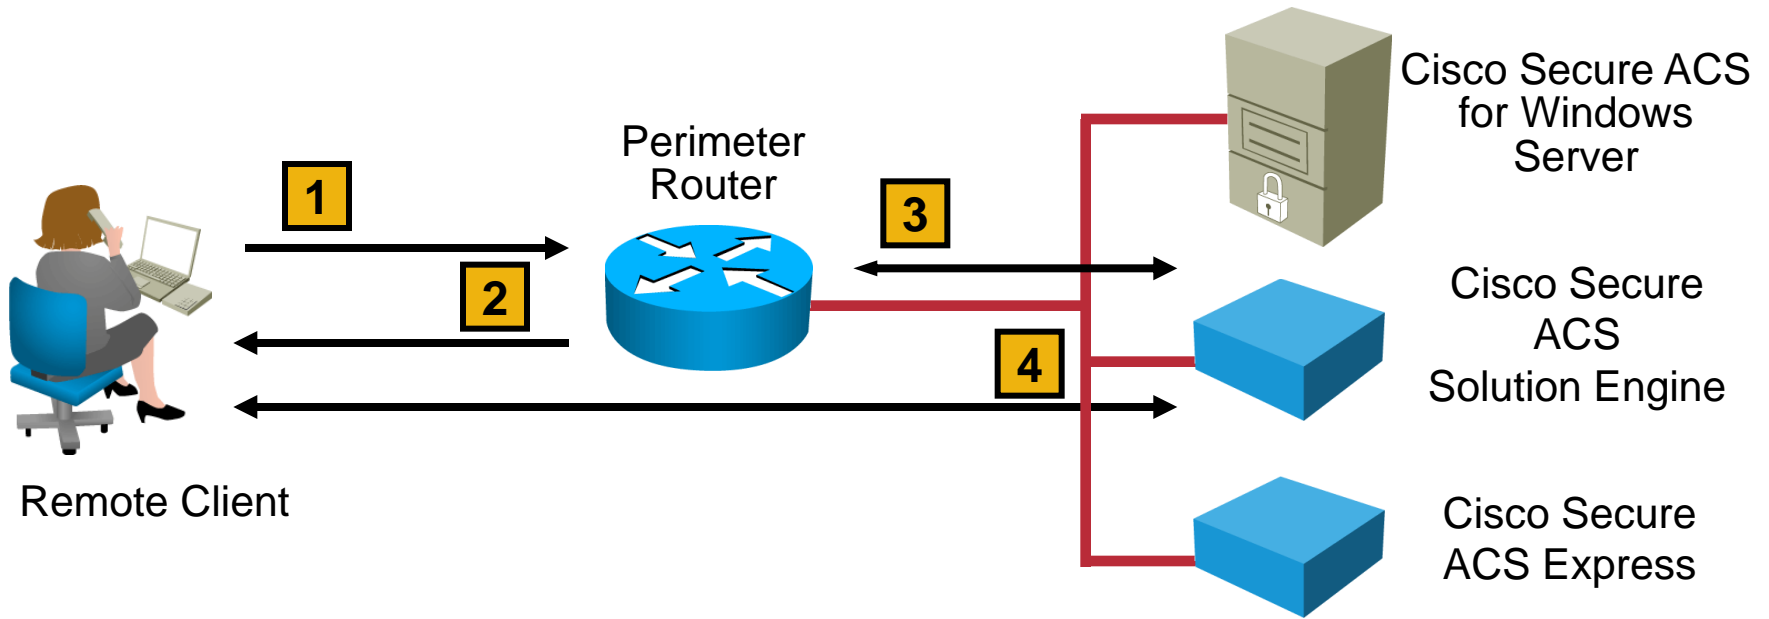 1
2
3
4
Remote Client
Perimeter
Router
Cisco Secure ACS
for Windows
Server
Cisco Secure
ACS
Solution Engine
Cisco Secure
ACS Express